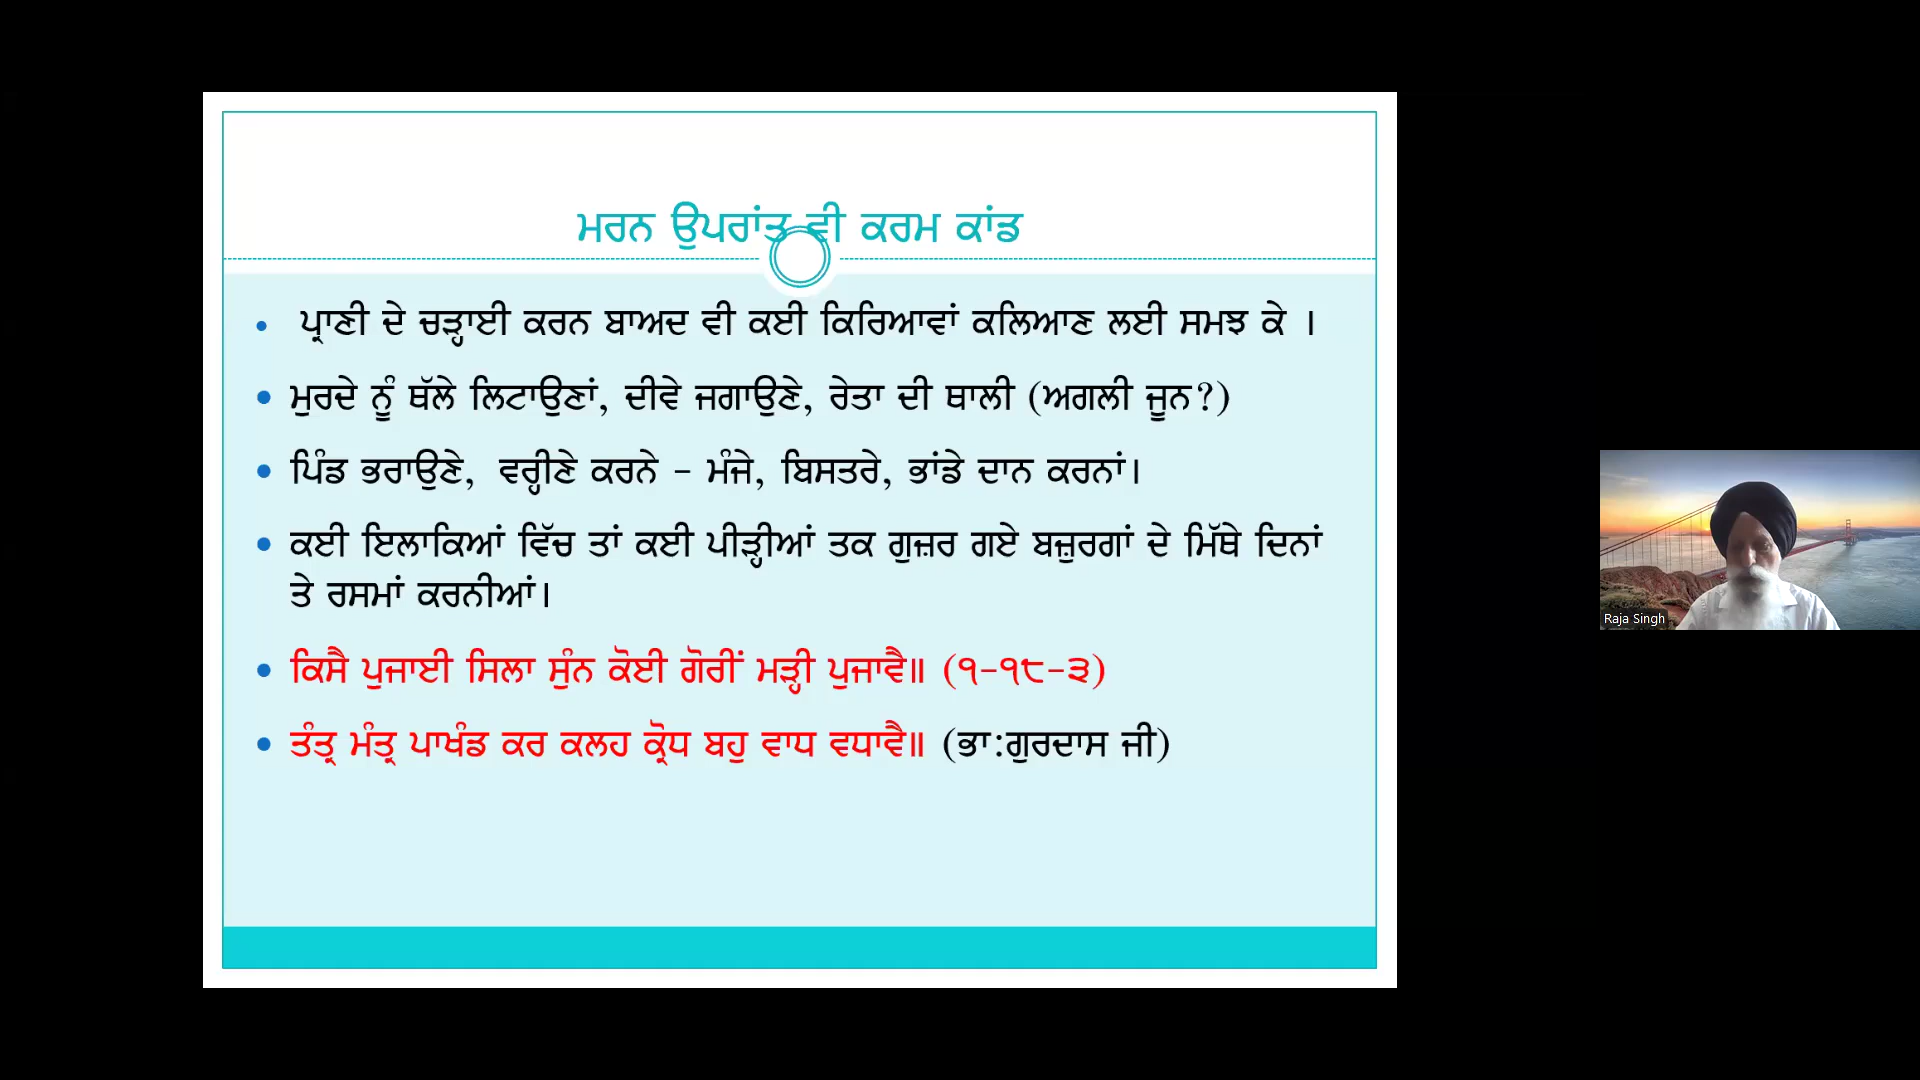 ਮਰਨ ਉਪਰਾਂਤ ਵੀ ਕਰਮ ਕਾਂਡ
• ਪ੍ਰਾਣੀ ਦੇ ਚੜ੍ਹਾਈ ਕਰਨ ਬਾਅਦ ਵੀ ਕਈ ਕਿਰਿਆਵਾਂ ਕਲਿਆਣ ਲਈ ਸਮਝ ਕੇ ।
• ਮੁਰਦੇ ਨੂੰ ਥੱਲੇ ਲਿਟਾਉਣਾਂ, ਦੀਵੇ ਜਗਾਉਣੇ, ਰੇਤਾ ਦੀ ਥਾਲੀ (ਅਗਲੀ ਜੂਨ?)
• ਪਿੰਡ ਭਰਾਉਣੇ, ਵਰ੍ਹੀਣੇ ਕਰਨੇ - ਮੰਜੇ, ਬਿਸਤਰੇ, ਭਾਂਡੇ ਦਾਨ ਕਰਨਾਂ।
• ਕਈ ਇਲਾਕਿਆਂ ਵਿੱਚ ਤਾਂ ਕਈ ਪੀੜ੍ਹੀਆਂ ਤਕ ਗੁਜ਼ਰ ਗਏ ਬਜ਼ੁਰਗਾਂ ਦੇ ਮਿੱਥੇ ਦਿਨਾਂ
ਤੇ ਰਸਮਾਂ ਕਰਨੀਆਂ।
• ਕਿਸੈ ਪੁਜਾਈ ਸਿਲਾ ਸੁੰਨ ਕੋਈ ਗੋਰੀਂ ਮੜ੍ਹੀ ਪੁਜਾਵੈ॥ (੧-੧੮-੩)
• ਤੰਤ੍ਰ ਮੰਤ੍ਰ ਪਾਖੰਡ ਕਰ ਕਲਹ ਕ੍ਰੋਧ ਬਹੁ ਵਾਧ ਵਧਾਵੈ॥ (ਭਾ:ਗੁਰਦਾਸ ਜੀ)
Raja Singh